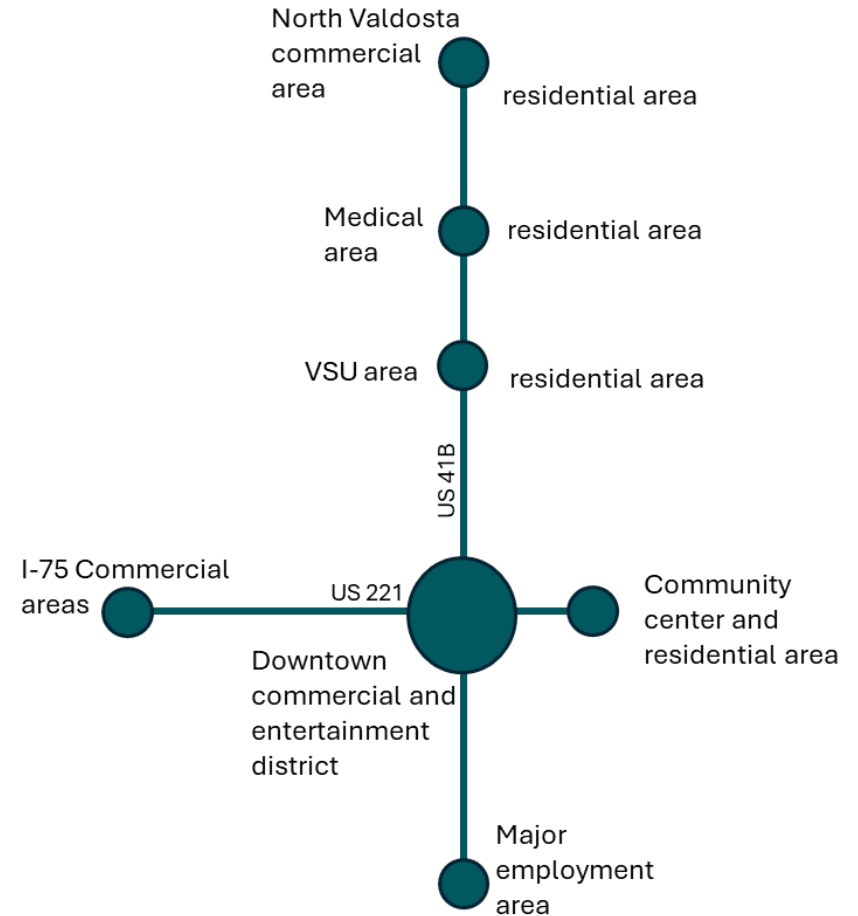 North Valdosta
commercial
area
residential area
Medical
area
residential area
VSU area
residential area
US 41B
I-75 Commercial
areas
US 221
Community
center and
residential area
Downtown
commercial and
entertainment
district
Major
employment
area